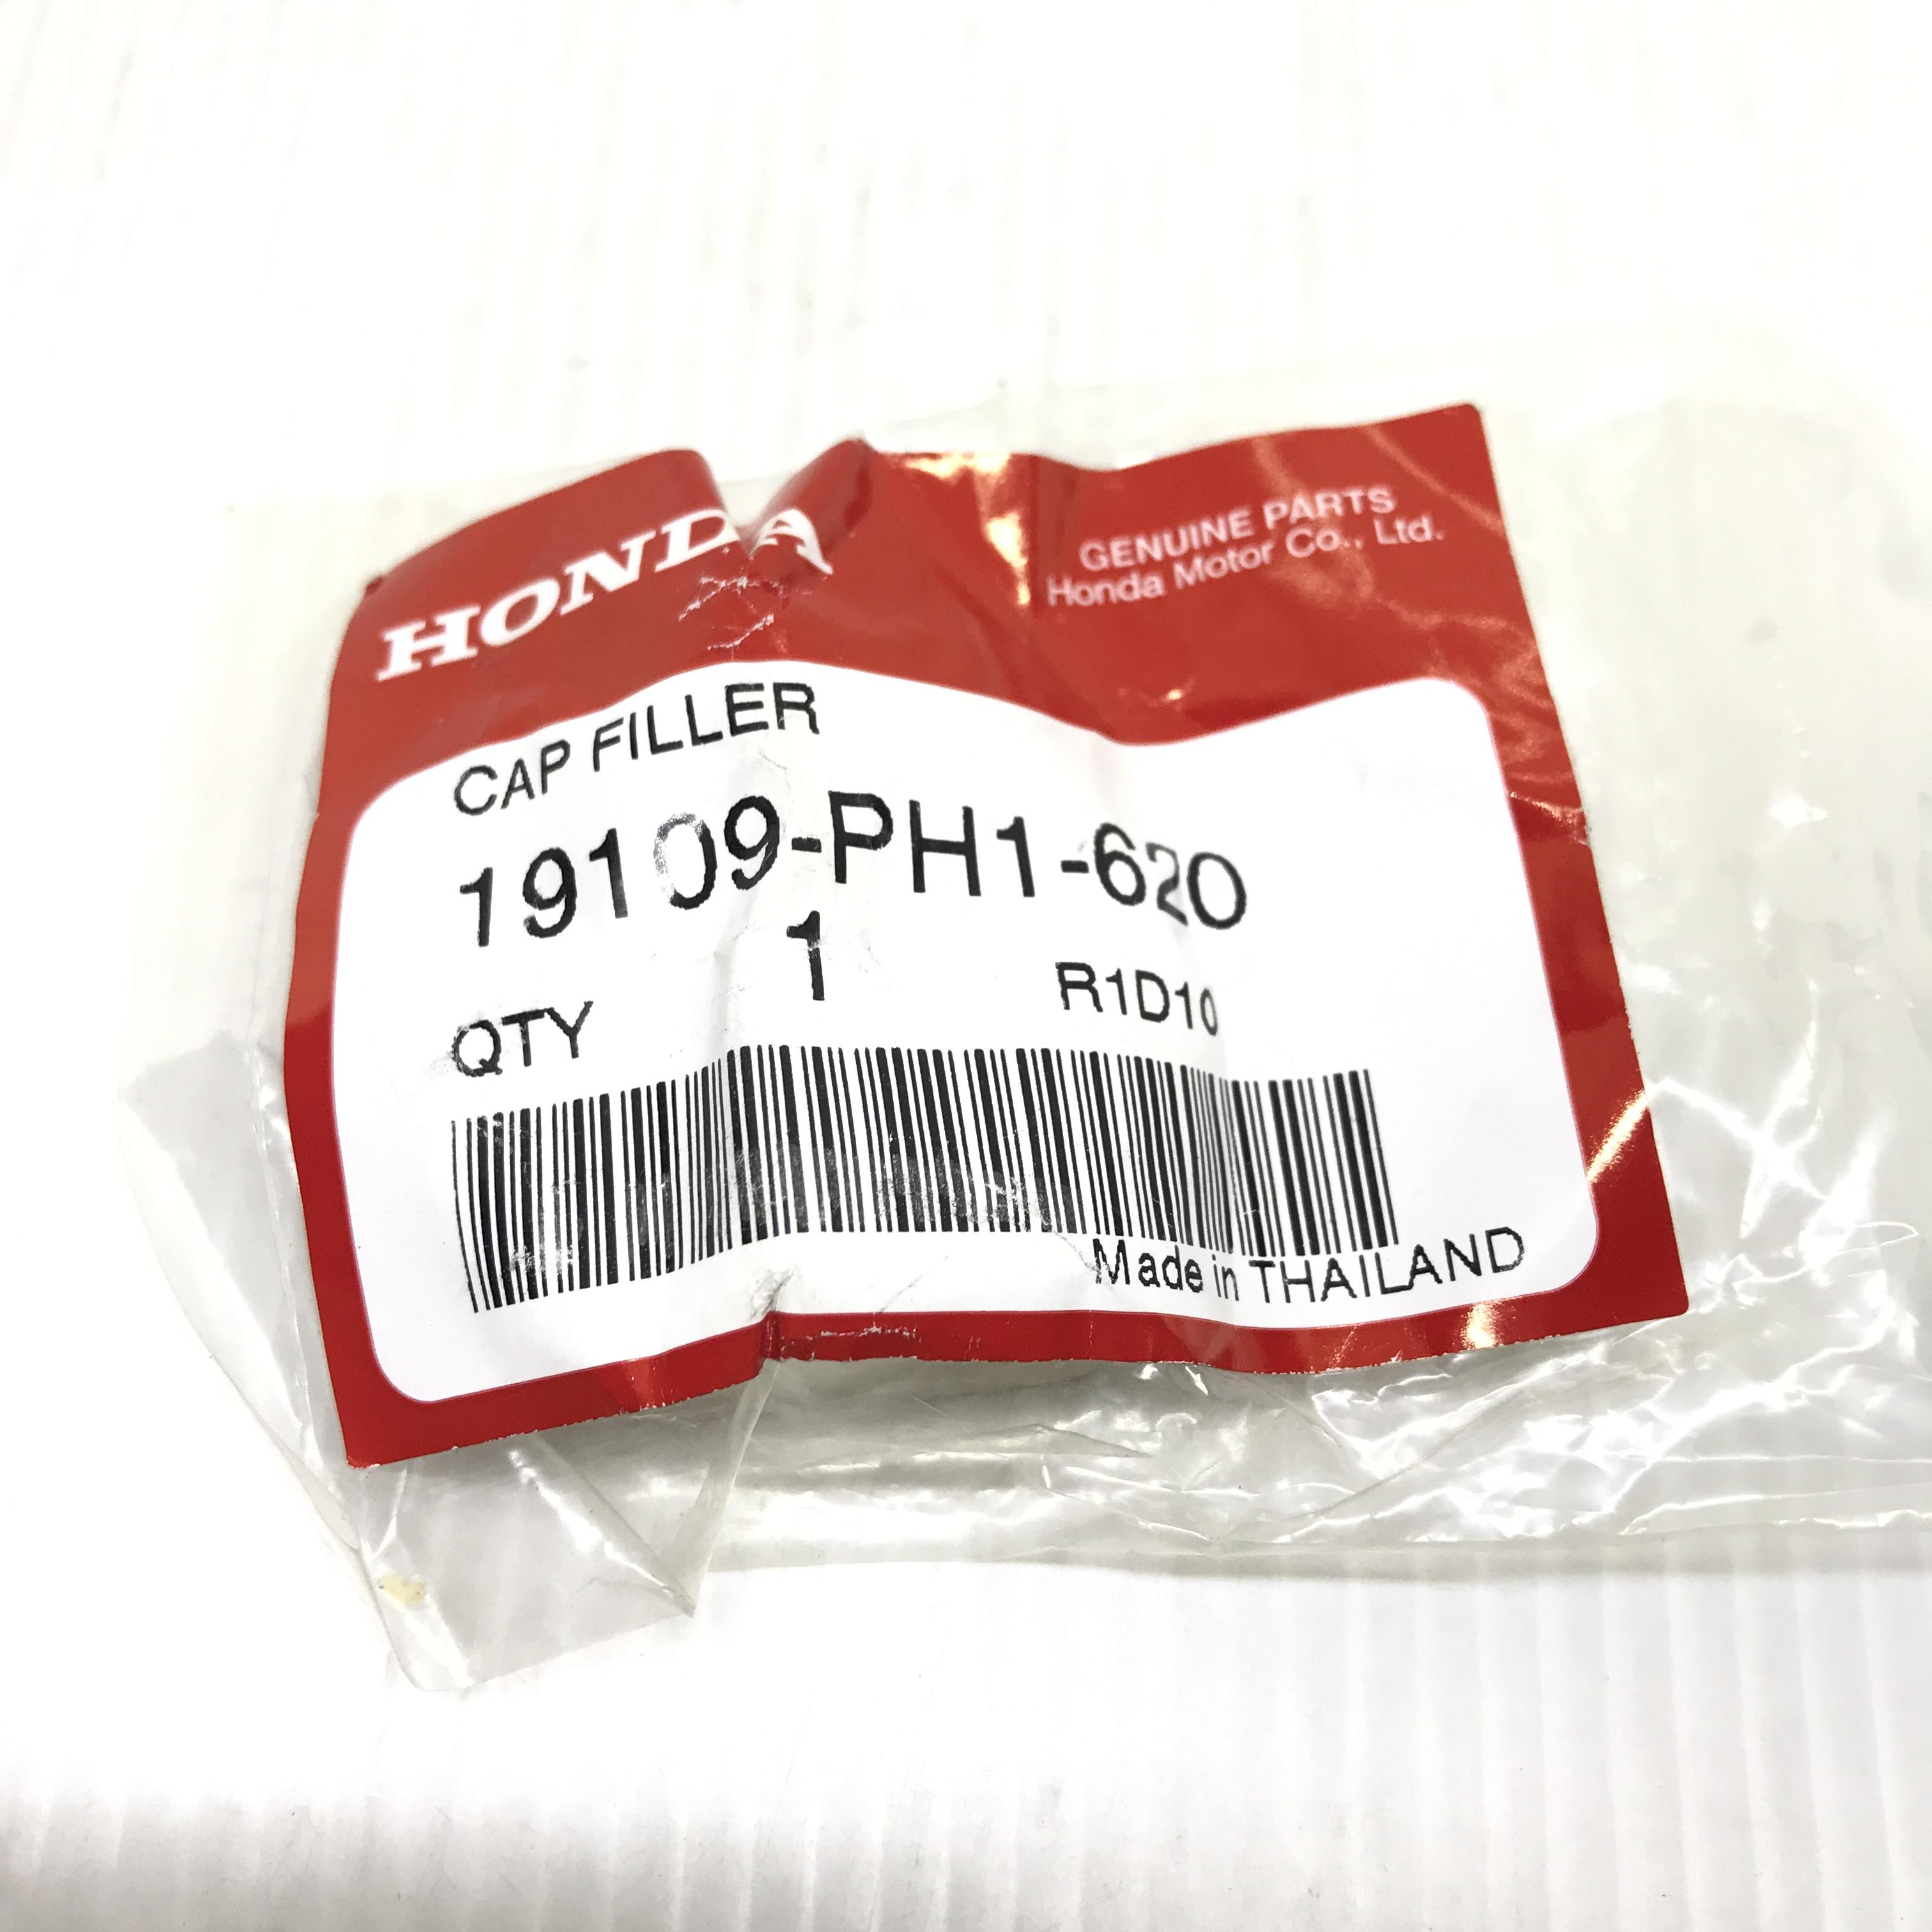 HONDA
GENUINE PARTS
Honda Motor Co., Ltd.
CAP FILLER
19109-PH1-620
1
QTY
R1D10
Made in THAILAND